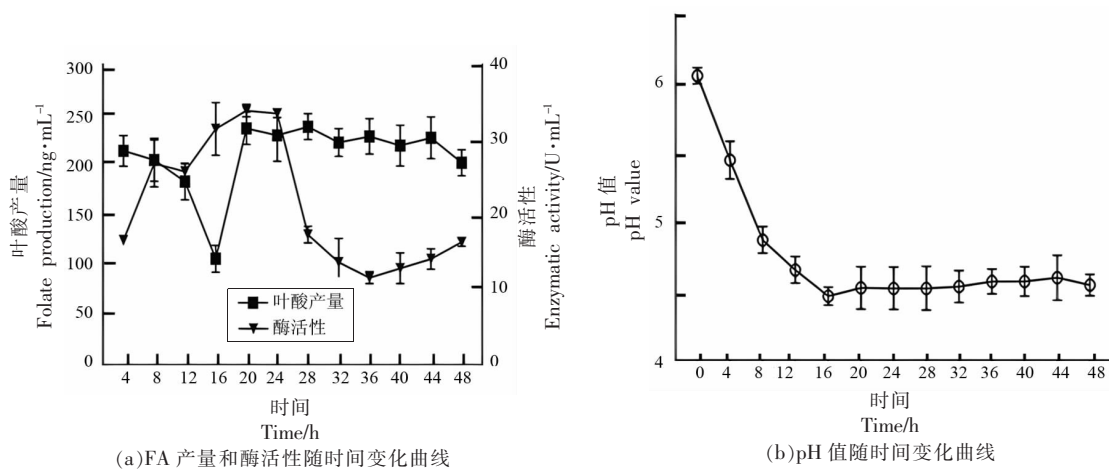 300
250
200
150
100
50
0
叶酸产量
Folate production/ng·mL⁻¹
40
30
20
10
0
酶活性
Enzymatic activity/U·mL⁻¹
叶酸产量
酶活性
4 8 12 16 20 24 28 32 36 40 44 48
时间
Time/h
(a)FA 产量和酶活性随时间变化曲线
6
5
4
pH 值
pH value
0 4 8 12 16 20 24 28 32 36 40 44 48
时间
Time/h
(b)pH 值随时间变化曲线